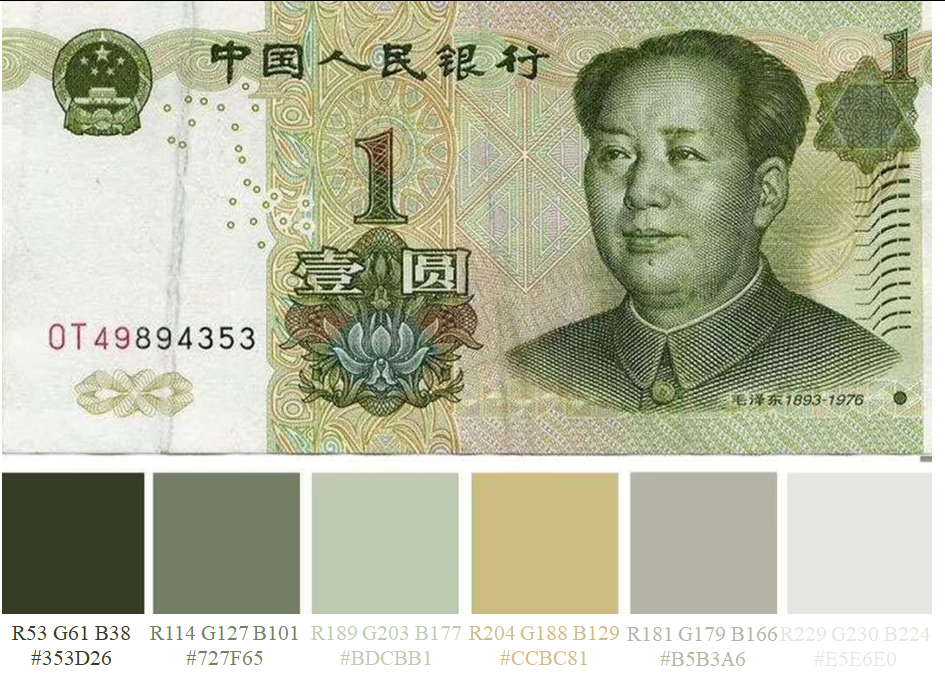 中国人民银行
1
1
壹圆
OT49894353
毛泽东1893-1976
R53 G61 B38
#353D26
R114 G127 B101
#727F65
R189 G203 B177
#BDCBB1
R204 G188 B129
#CCBC81
R181 G179 B166
#B5B3A6
R229 G230 B224
#E5E6E0